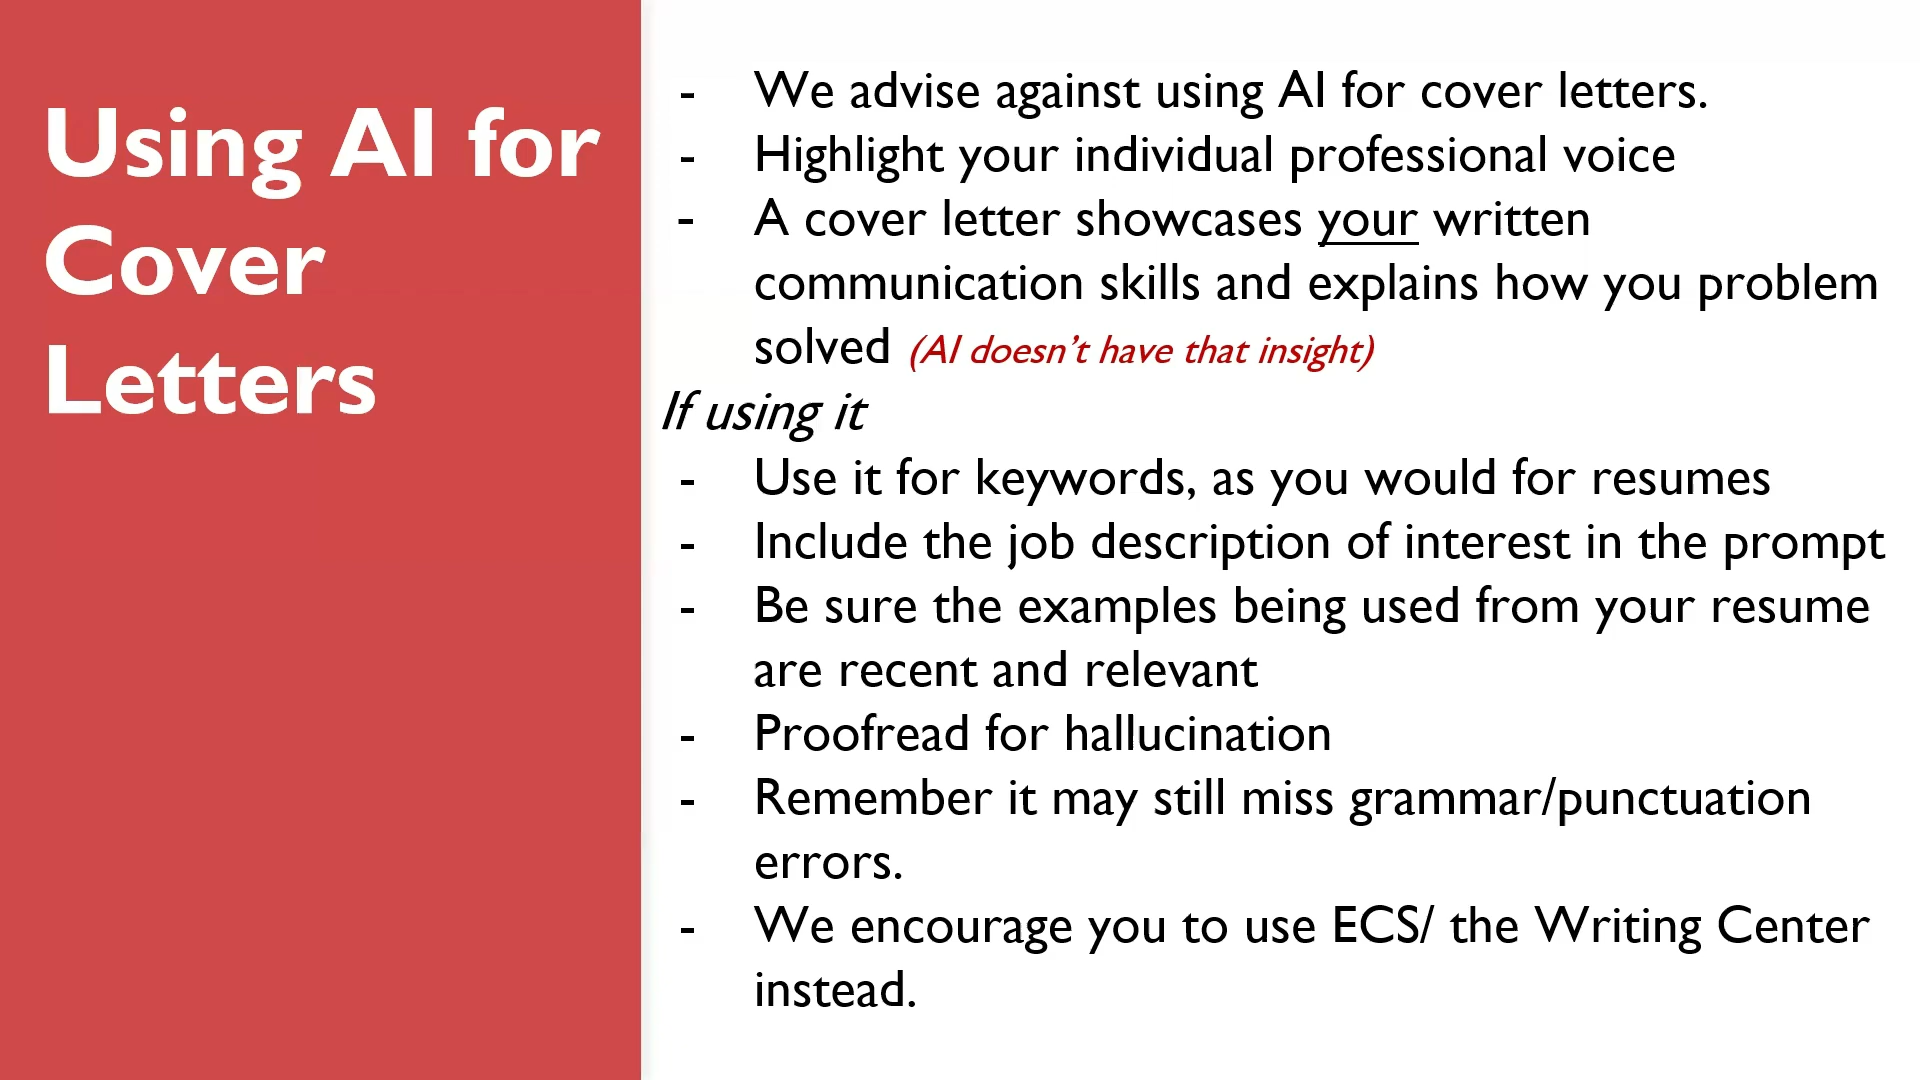 Using AI for
Cover
Letters
- We advise against using AI for cover letters.
- Highlight your individual professional voice
- A cover letter showcases your written
communication skills and explains how you problem
solved (AI doesn't have that insight)
If using it
- Use it for keywords, as you would for resumes
- Include the job description of interest in the prompt
- Be sure the examples being used from your resume
are recent and relevant
- Proofread for hallucination
- Remember it may still miss grammar/punctuation
errors.
- We encourage you to use ECS/ the Writing Center
instead.